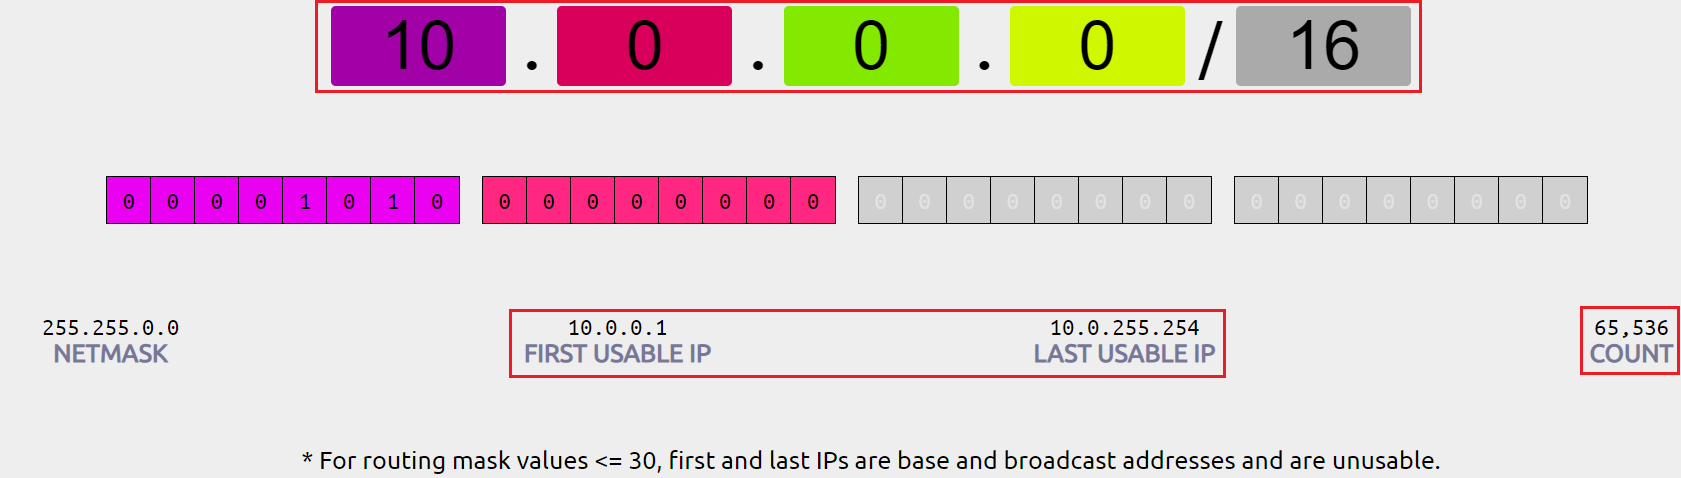 10 . 0 . 0 . 0 / 16
0 0 0 0 1 0 1 0 0 0 0 0 0 0 0 0 0 0 0 0 0 0 0 0 0 0 0 0 0 0 0 0
255.255.0.0 10.0.0.1 10.0.255.254 65,536
NETMASK FIRST USABLE IP LAST USABLE IP COUNT
* For routing mask values <= 30, first and last IPs are base and broadcast addresses and are unusable.